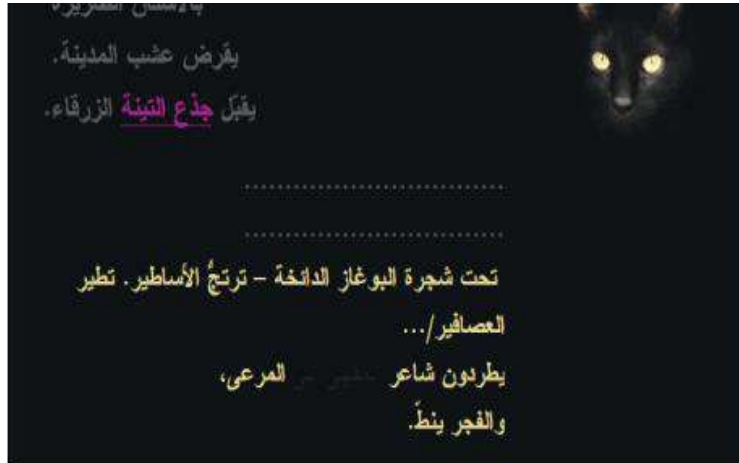 يقرض عشب المدينة.
يقبّل جذع التينة الزرقاء.
................................
................................
تحت شجرة البوغاز الدائخة – ترتجُّ الأساطير. تطير
العصافير/...
يطردون شاعر المرعى،
والفجر ينطّ.